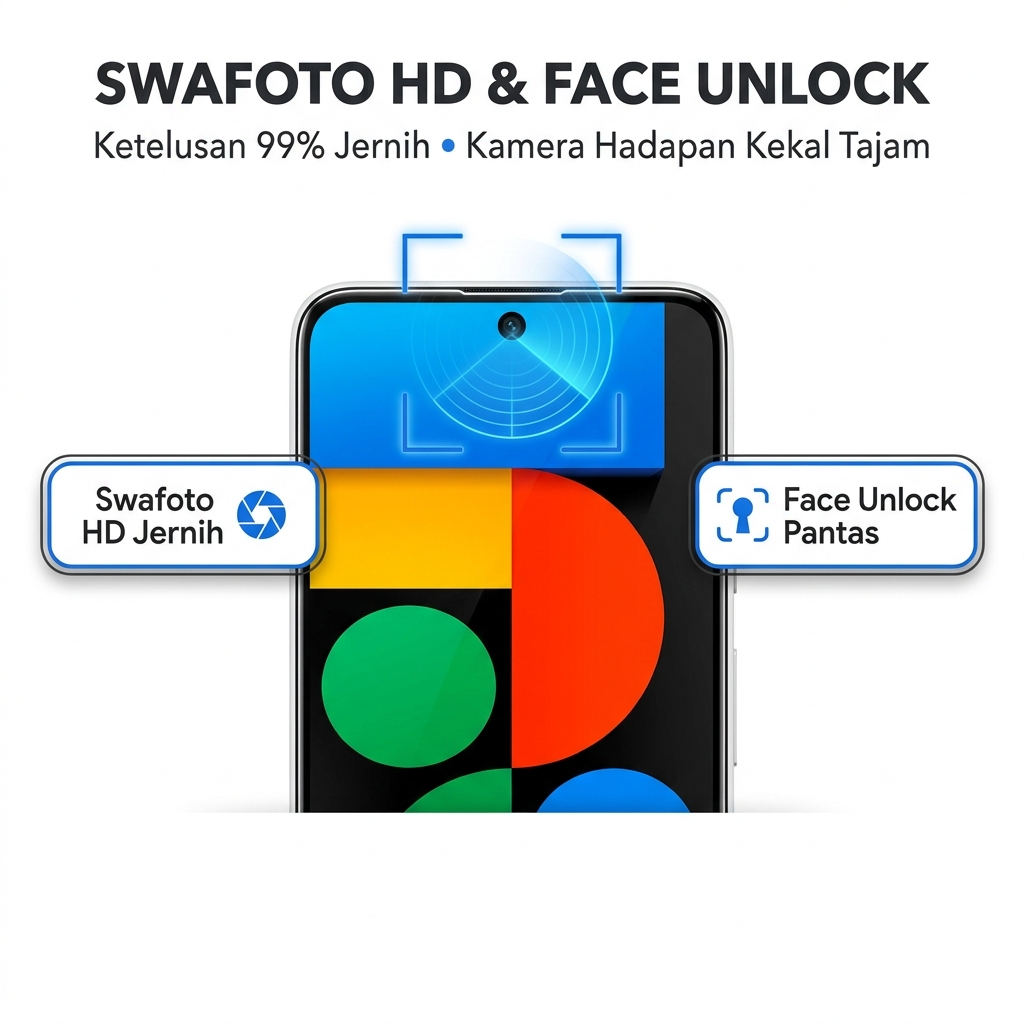 SWAFOTO HD & FACE UNLOCK
Ketelusan 99% Jernih • Kamera Hadapan Kekal Tajam
Swafoto
HD Jernih
Face Unlock
Pantas